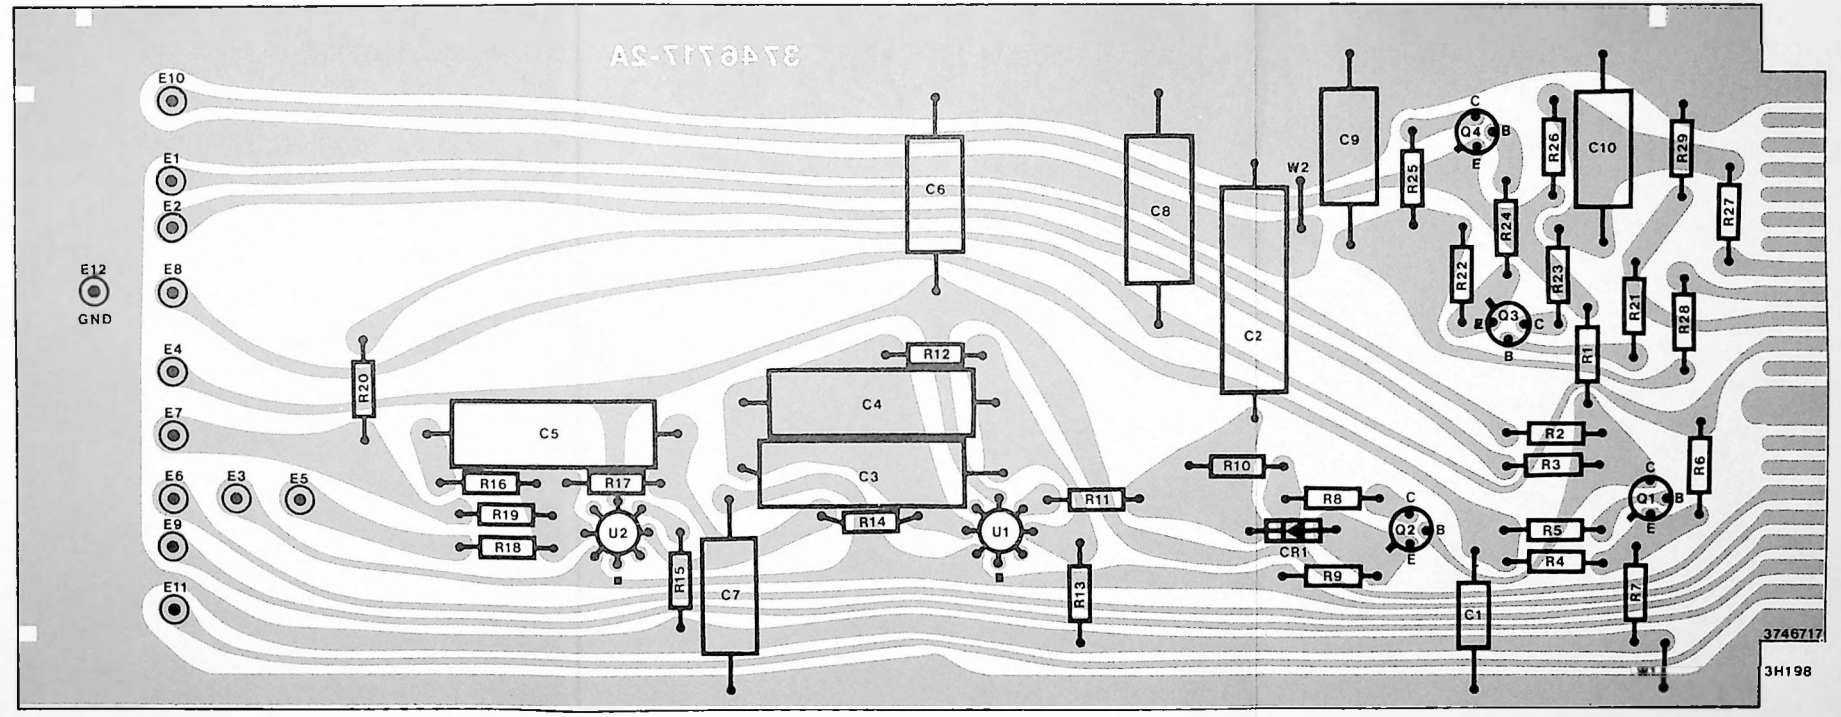 3746717-2A
E10
E1
E2
E12
GND
E8
E4
E7
E6
E3
E5
E9
E11
R20
C5
R16
R17
R19
R18
U2
R15
C7
C6
R12
C4
C3
R14
U1
R11
R13
C8
C2
W2
R10
R8
CR1
R9
C
Q2
B
E
C9
R25
C
Q4
B
E
R26
C10
R29
R27
R24
R22
R23
E
Q3
C
B
R21
R28
R1
R2
R3
R5
R4
C
Q1
B
E
R6
R7
C1
W1
3746717
3H198